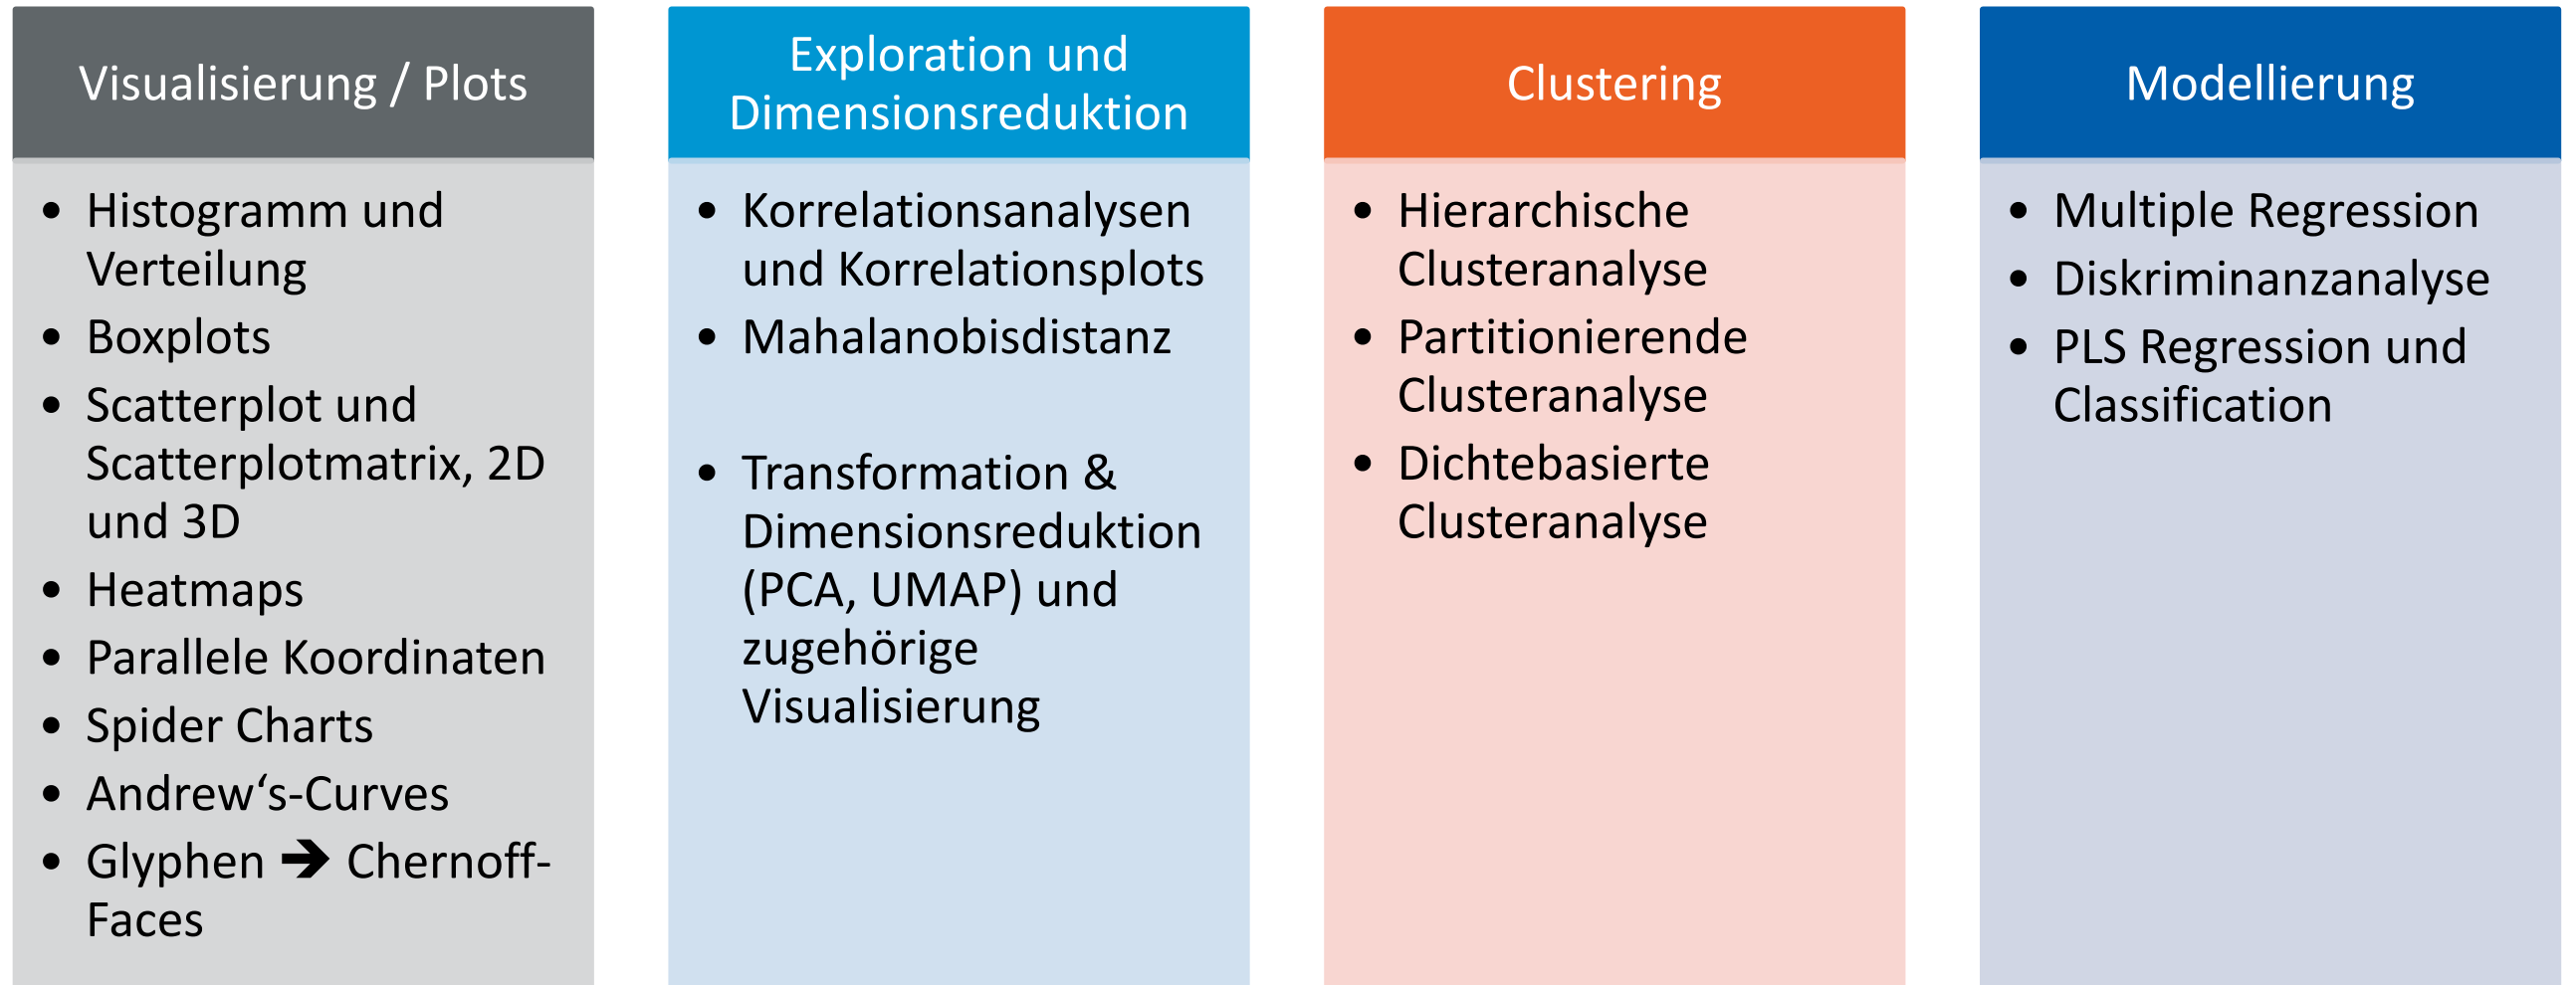 Visualisierung / Plots
• Histogramm und
Verteilung
• Boxplots
• Scatterplot und
Scatterplotmatrix, 2D
und 3D
• Heatmaps
• Parallele Koordinaten
• Spider Charts
• Andrew‘s-Curves
• Glyphen ➔ Chernoff-
Faces
Exploration und
Dimensionsreduktion
• Korrelationsanalysen
und Korrelationsplots
• Mahalanobisdistanz
• Transformation &
Dimensionsreduktion
(PCA, UMAP) und
zugehörige
Visualisierung
Clustering
• Hierarchische
Clusteranalyse
• Partitionierende
Clusteranalyse
• Dichtebasierte
Clusteranalyse
Modellierung
• Multiple Regression
• Diskriminanzanalyse
• PLS Regression und
Classification